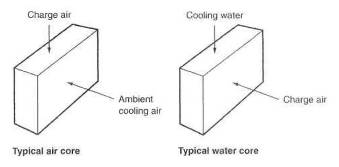 Charge air
Cooling water
Ambient
cooling air
Charge air
Typical air core
Typical water core